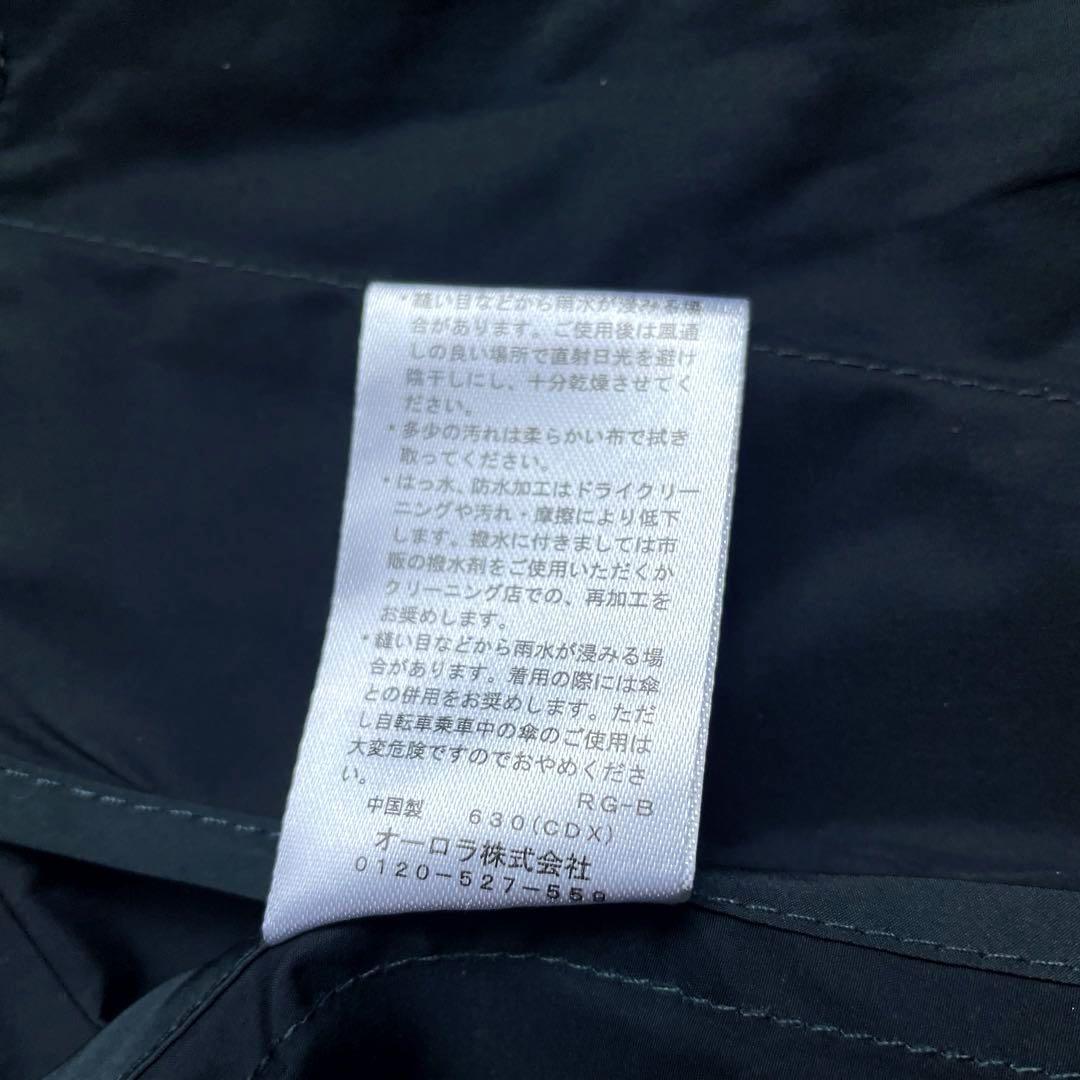 ・縫い目などから雨水が浸みる場
合があります。ご使用後は風通
しの良い場所で直射日光を避け
陰干しにし、十分乾燥させてく
ださい。
・多少の汚れは柔らかい布で拭き
取ってください。
・はっ水、防水加工はドライクリー
ニングや汚れ・摩擦により低下
します。撥水に付きましては市
販の撥水剤をご使用いただくか
クリーニング店での、再加工を
お奨めします。
・縫い目などから雨水が浸みる場
合があります。着用の際には傘
との併用をお奨めします。ただ
し自転車乗車中の傘のご使用は
大変危険ですのでおやめくださ
い。
RG-B
中国製 630(CDX)
オーロラ株式会社
0120-527-559